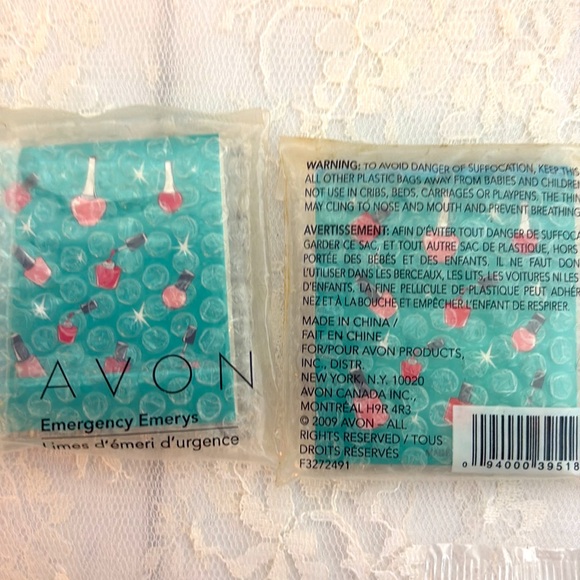 AVON
Emergency Emerys
Limes d'émeri d'urgence
WARNING: TO AVOID DANGER OF SUFFOCATION, KEEP THIS
ALL OTHER PLASTIC BAGS AWAY FROM BABIES AND CHILDRE
NOT USE IN CRIBS, BEDS, CARRIAGES OR PLAYPENS. THE THIN
MAY CLING TO NOSE AND MOUTH AND PREVENT BREATHING
AVERTISSEMENT: AFIN D'ÉVITER TOUT DANGER DE SUFFOCA
GARDER CE SAC, ET TOUT AUTRE SAC DE PLASTIQUE, HORS
PORTÉE DES BÉBÉS ET DES ENFANTS. IL NE FAUT DON
L'UTILISER DANS LES BERCEAUX, LES LITS, LES VOITURES NI LES
D'ENFANTS. LA FINE PELLICULE DE PLASTIQUE PEUT ADHÉR
NEZ ET À LA BOUCHE ET EMPÊCHER L'ENFANT DE RESPIRER.
MADE IN CHINA /
FAIT EN CHINE
FOR/POUR AVON PRODUCTS,
INC., DISTR.
NEW YORK, N.Y. 10020
AVON CANADA INC.,
MONTRÉAL H9R 4R3
© 2009 AVON ALL
RIGHTS RESERVED / TOUS
DROITS RÉSERVÉS
F3272491
0 94000 39518